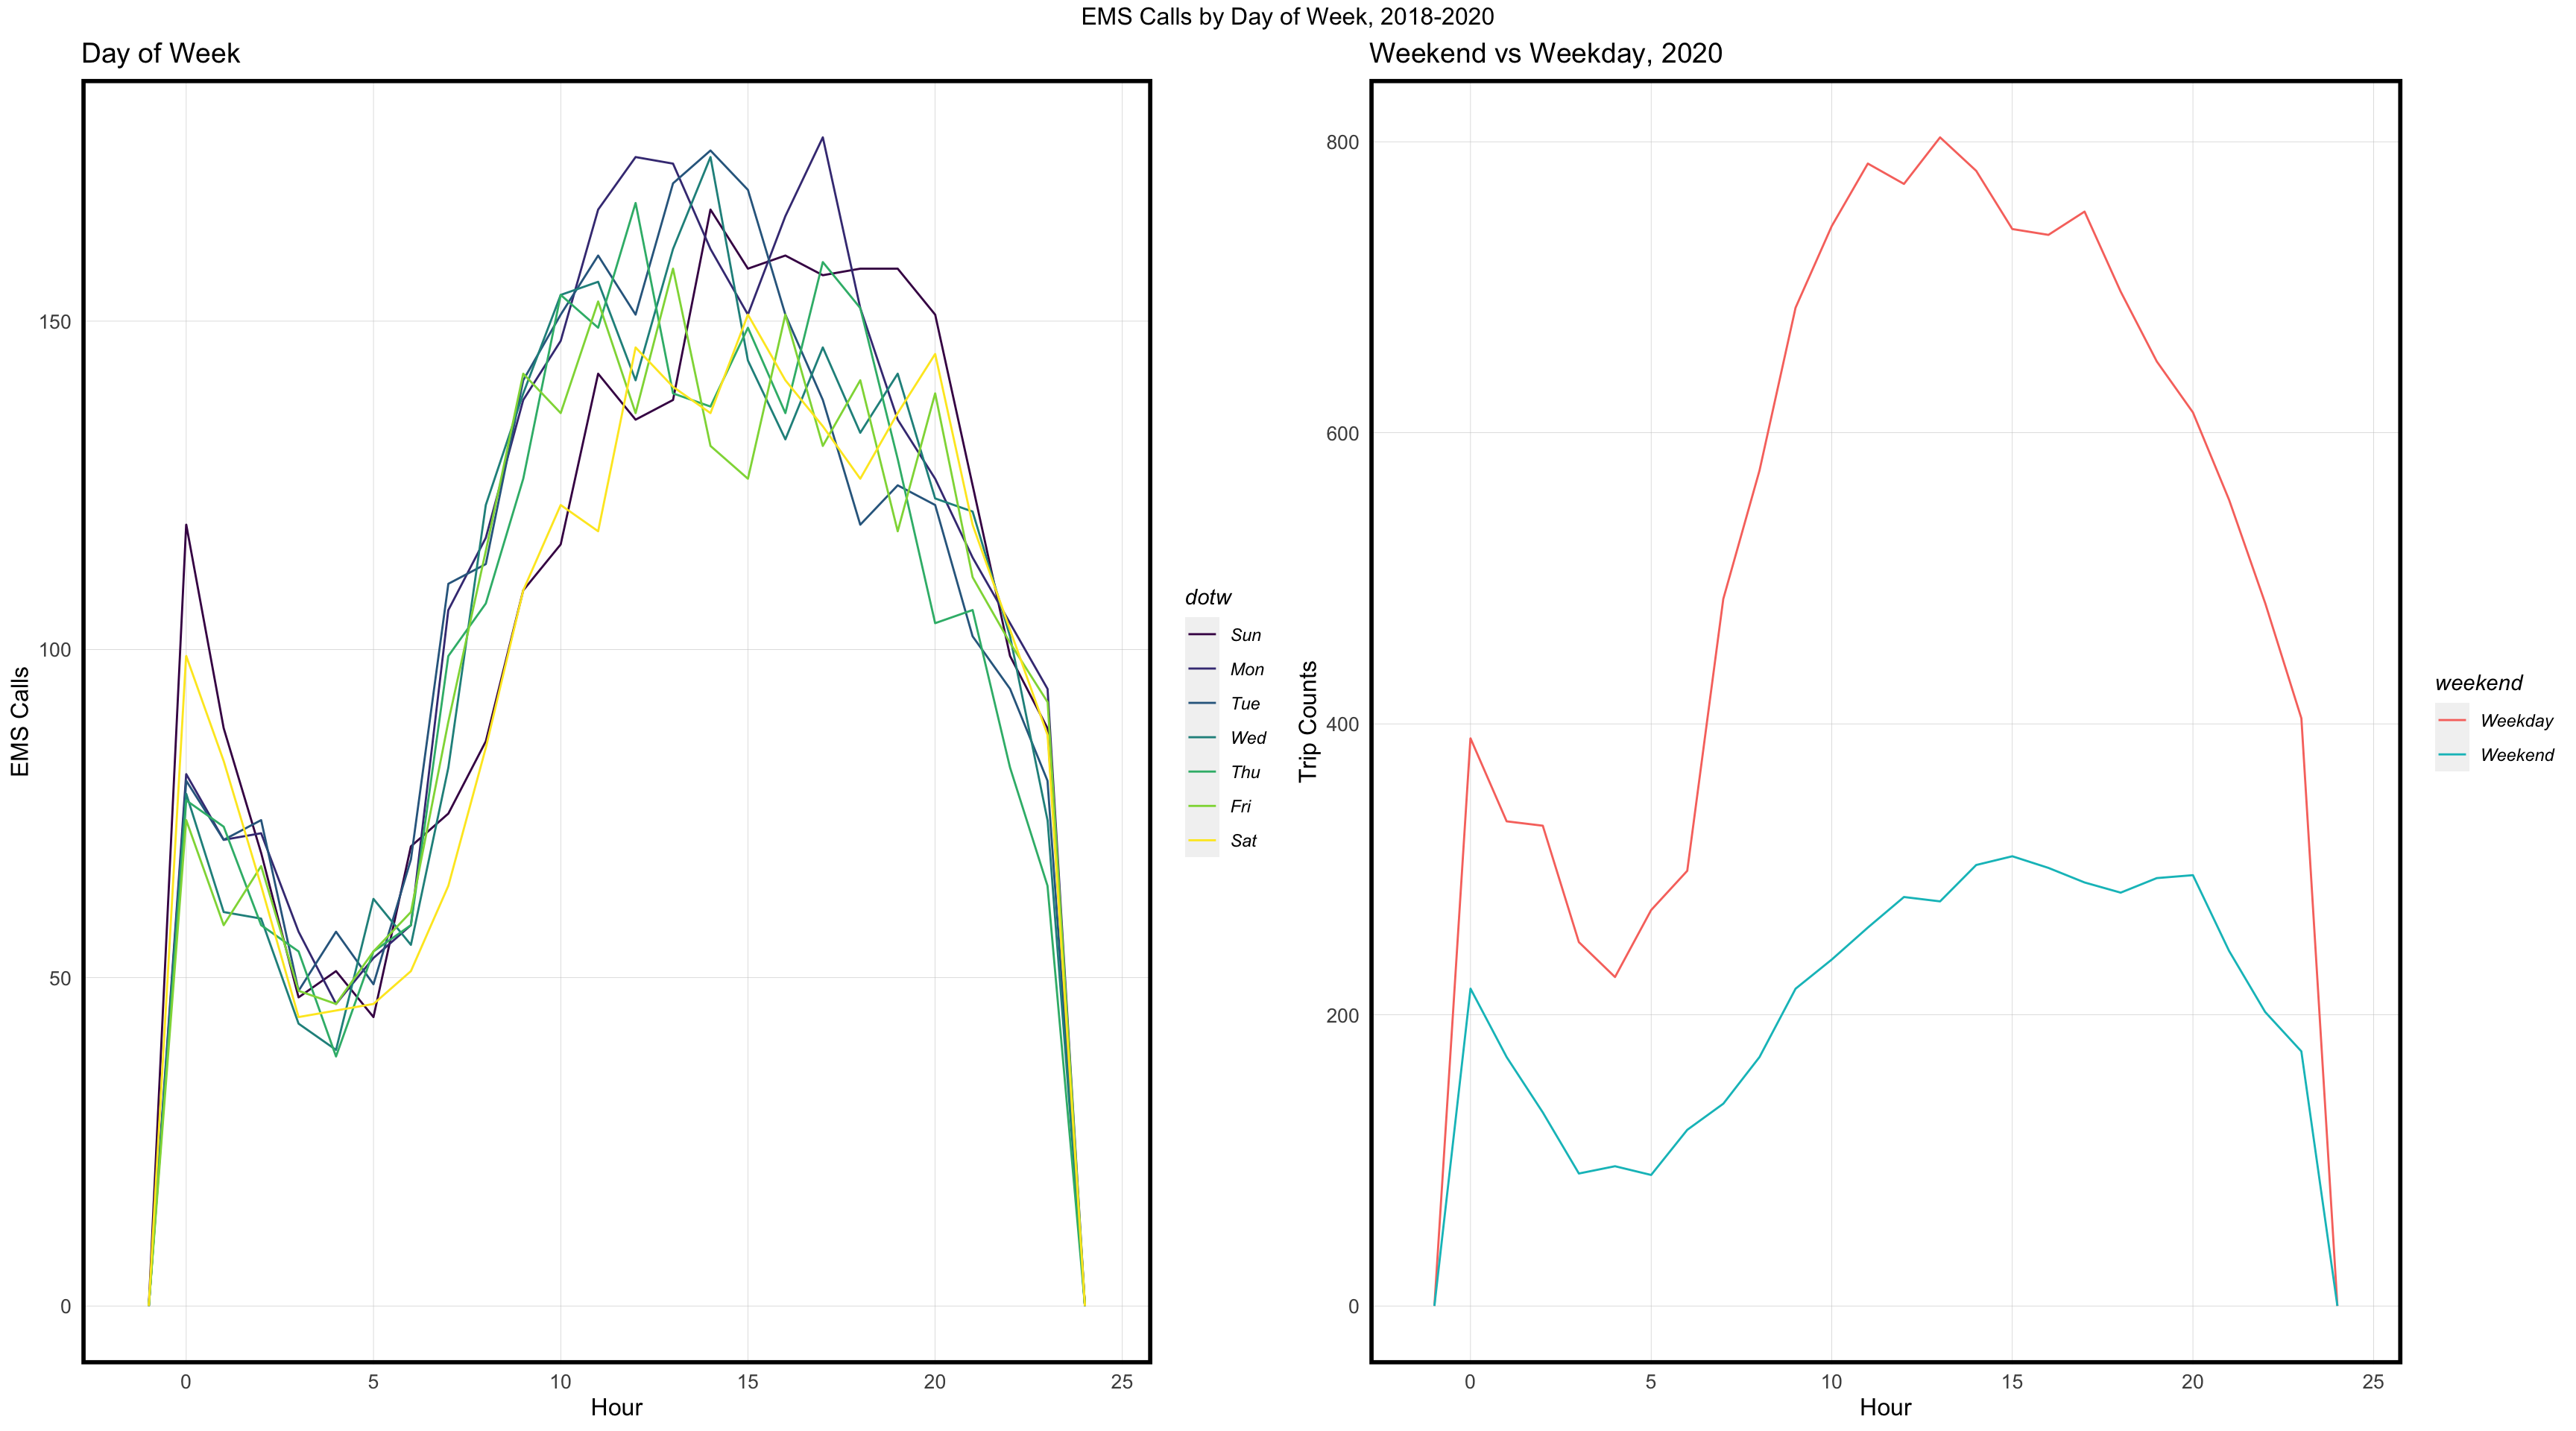 EMS Calls by Day of Week, 2018-2020
Day of Week
EMS Calls
150
100
50
0
0 5 10 15 20 25
Hour
dotw
Sun
Mon
Tue
Wed
Thu
Fri
Sat
Weekend vs Weekday, 2020
Trip Counts
800
600
400
200
0
0 5 10 15 20 25
Hour
weekend
Weekday
Weekend